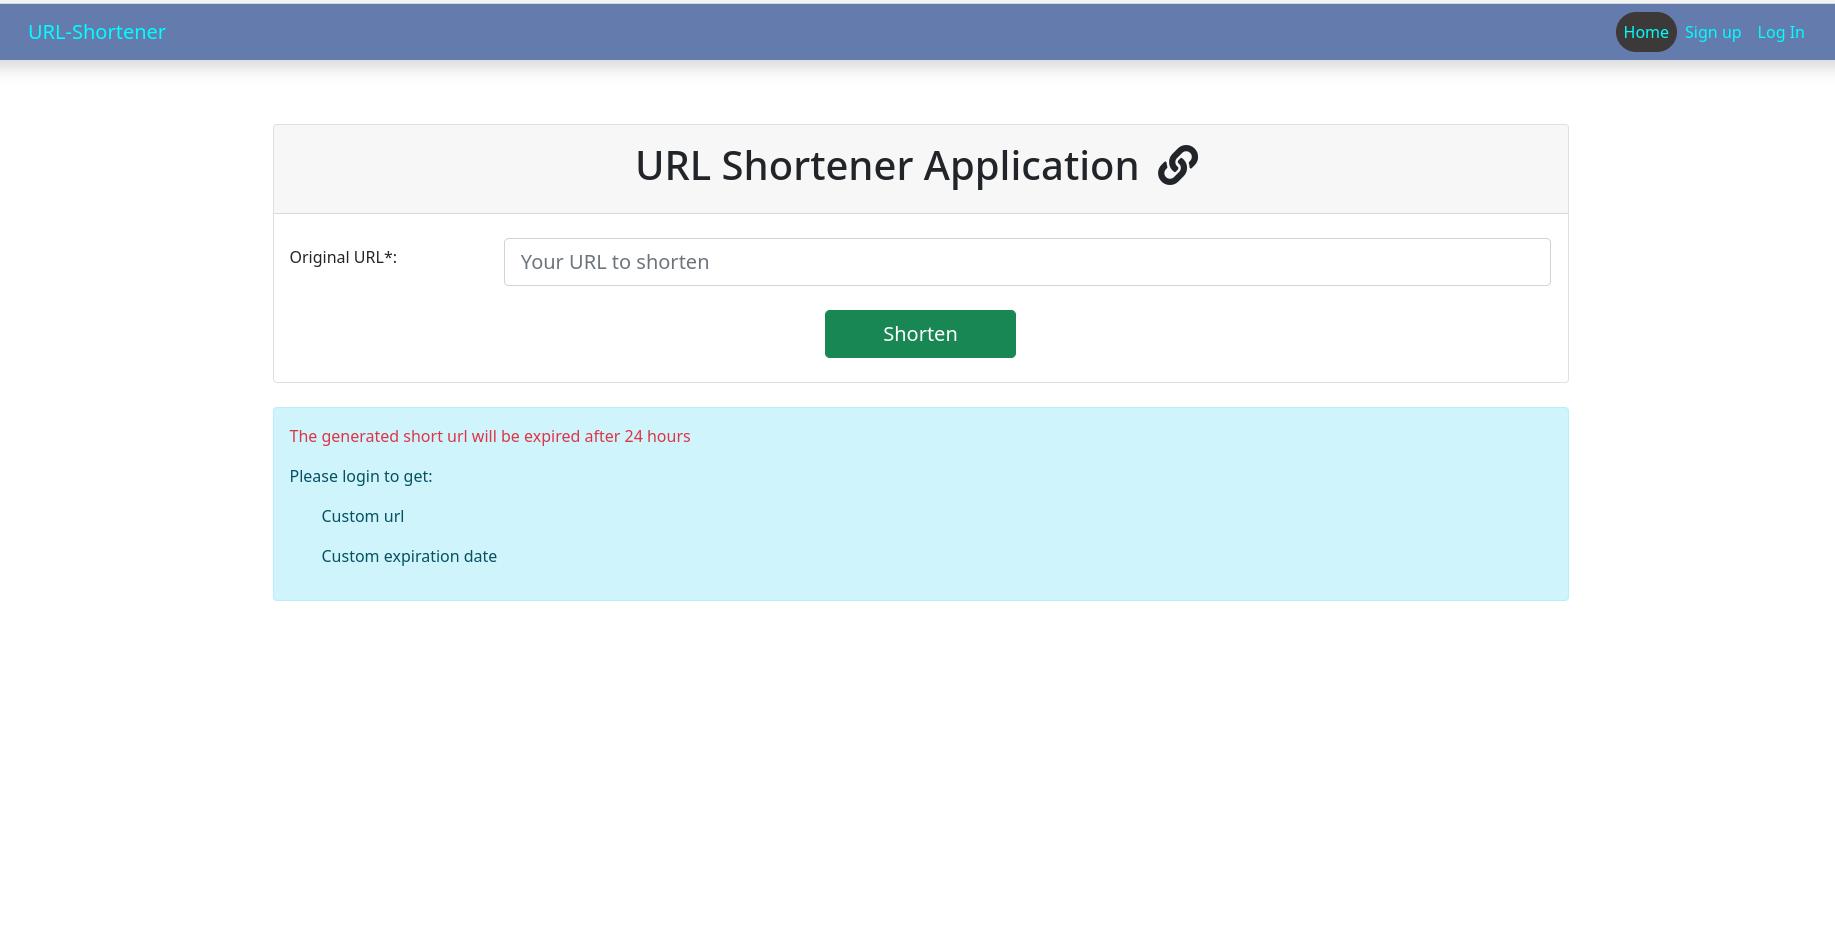 URL-Shortener
Home
Sign up
Log In
URL Shortener Application
Original URL*:
Your URL to shorten
Shorten
The generated short url will be expired after 24 hours
Please login to get:
Custom url
Custom expiration date